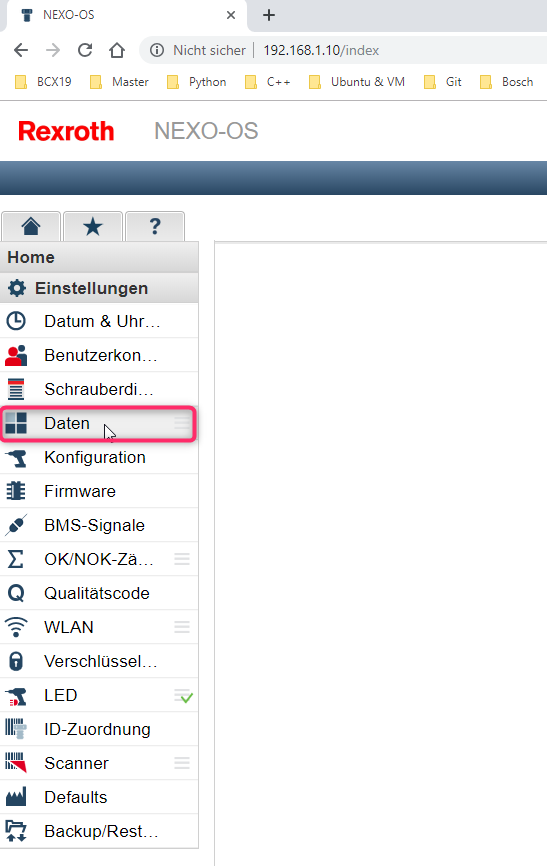 NEXO-OS
Nicht sicher | 192.168.1.10/index
BCX19 Master Python C++ Ubuntu & VM Git Bosch
Rexroth NEXO-OS
?
Home
Einstellungen
Datum & Uhr...
Benutzerkon...
Schrauberdi...
Daten
Konfiguration
Firmware
BMS-Signale
OK/NOK-Zä...
Qualitätscode
WLAN
Verschlüssel...
LED
ID-Zuordnung
Scanner
Defaults
Backup/Rest...